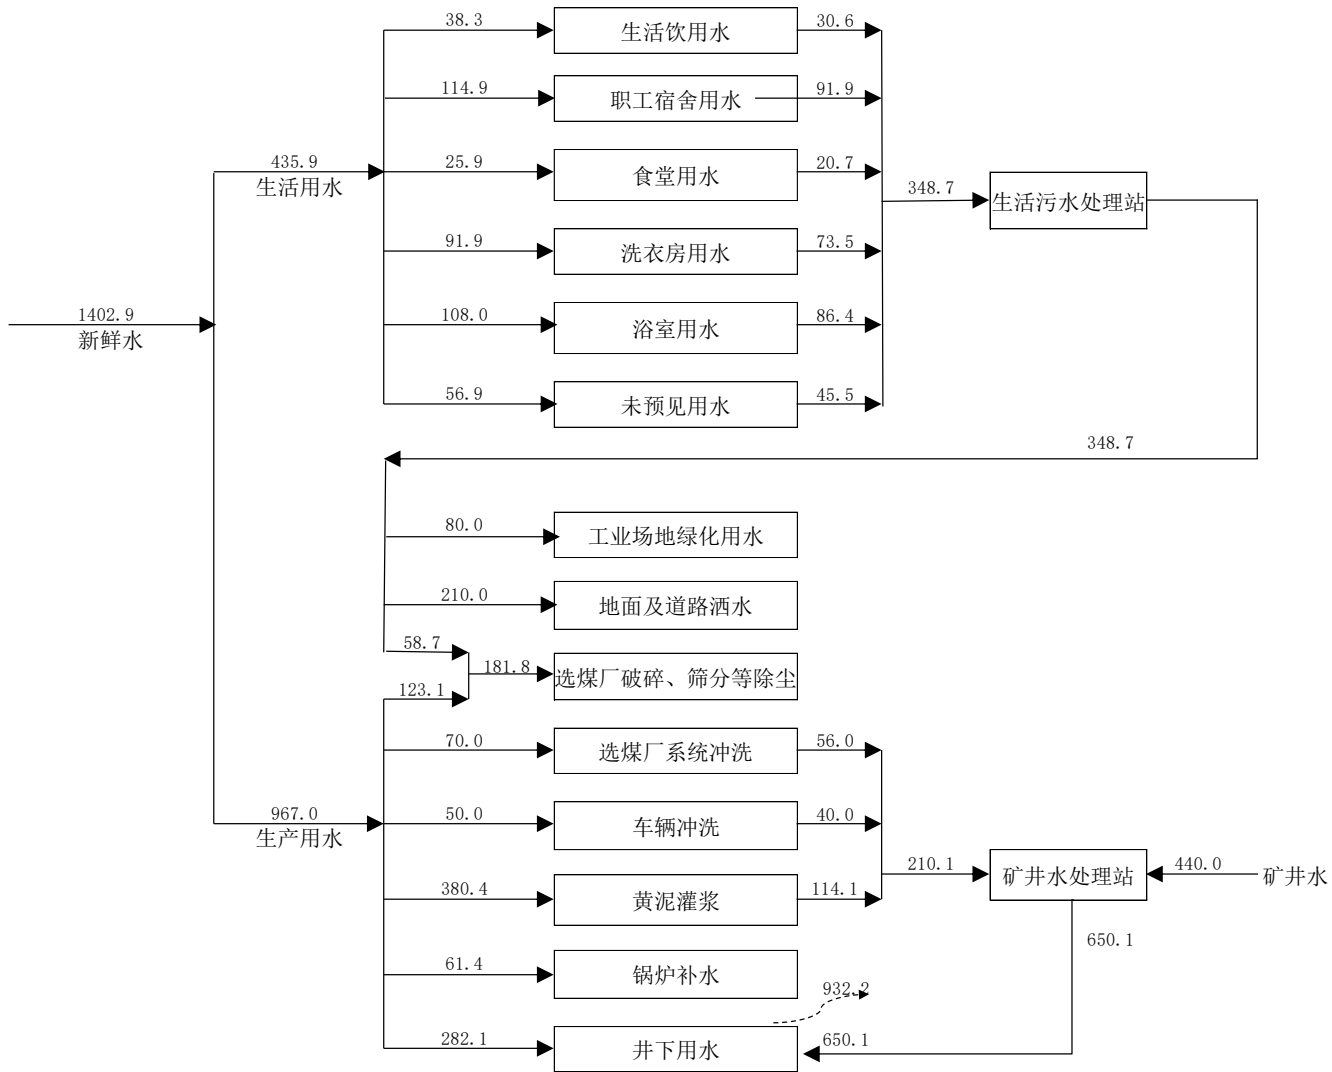 38.3
生活饮用水
30.6
114.9
职工宿舍用水
91.9
435.9
生活用水
25.9
食堂用水
20.7
348.7
生活污水处理站
91.9
洗衣房用水
73.5
1402.9
新鲜水
108.0
浴室用水
86.4
56.9
未预见用水
45.5
348.7
80.0
工业场地绿化用水
210.0
地面及道路洒水
58.7
181.8
选煤厂破碎、筛分等除尘
123.1
70.0
选煤厂系统冲洗
56.0
967.0
生产用水
50.0
车辆冲洗
40.0
210.1
矿井水处理站
440.0
矿井水
380.4
黄泥灌浆
114.1
650.1
61.4
锅炉补水
932.2
282.1
井下用水
650.1